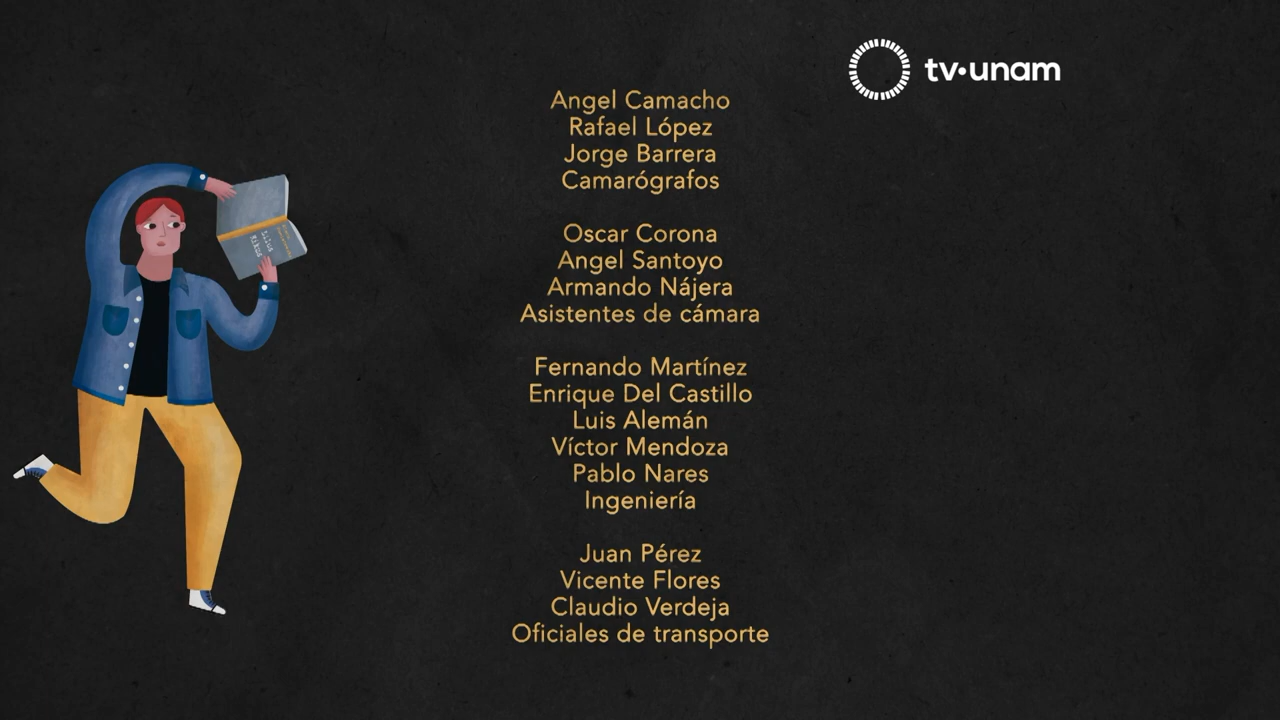 tv·unam
Angel Camacho
Rafael López
Jorge Barrera
Camarógrafos
Oscar Corona
Angel Santoyo
Armando Nájera
Asistentes de cámara
Fernando Martínez
Enrique Del Castillo
Luis Alemán
Víctor Mendoza
Pablo Nares
Ingeniería
Juan Pérez
Vicente Flores
Claudio Verdeja
Oficiales de transporte